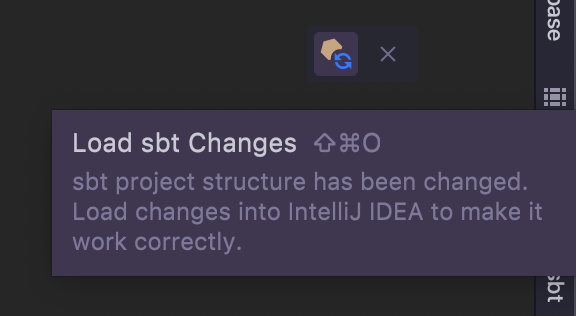 base
Load sbt Changes ⇧⌘O
sbt project structure has been changed.
Load changes into IntelliJ IDEA to make it
work correctly.
sbt